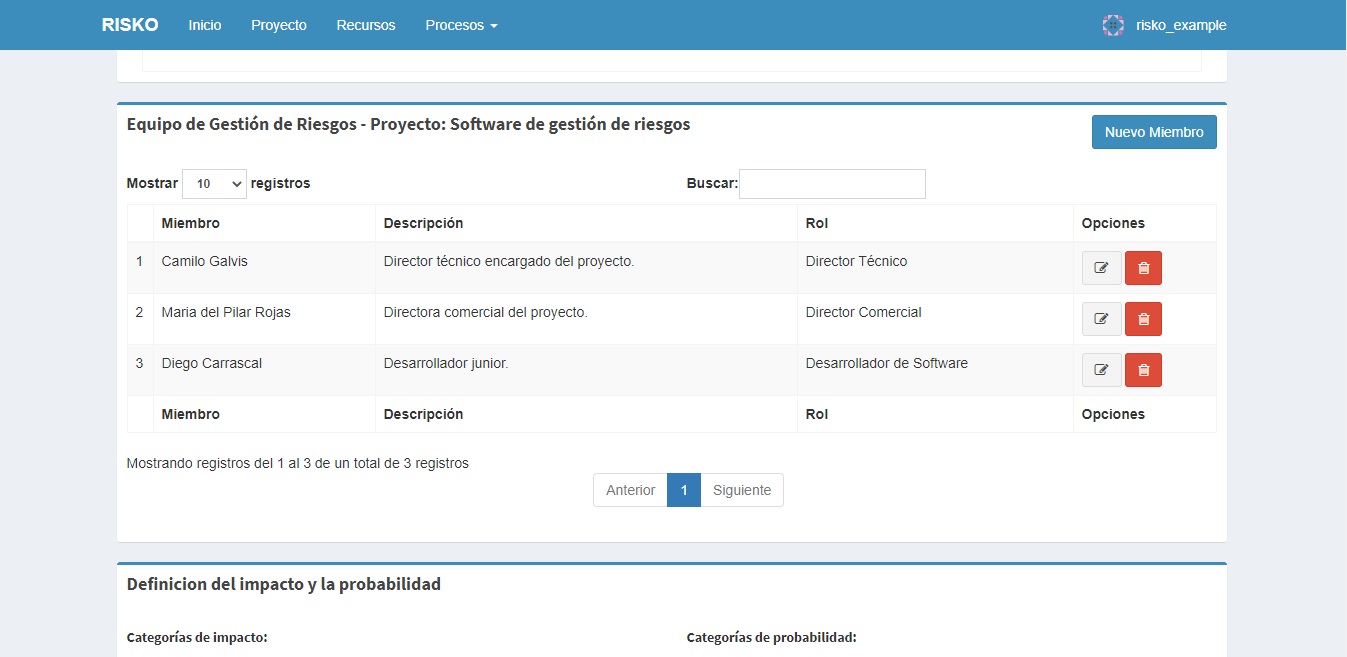 RISKO Inicio Proyecto Recursos Procesos risko_example
Equipo de Gestión de Riesgos - Proyecto: Software de gestión de riesgos
Nuevo Miembro
Mostrar 10 registros Buscar:
Miembro Descripción Rol Opciones
1 Camilo Galvis Director técnico encargado del proyecto. Director Técnico
2 Maria del Pilar Rojas Directora comercial del proyecto. Director Comercial
3 Diego Carrascal Desarrollador junior. Desarrollador de Software
Miembro Descripción Rol Opciones
Mostrando registros del 1 al 3 de un total de 3 registros
Anterior 1 Siguiente
Definicion del impacto y la probabilidad
Categorías de impacto: Categorías de probabilidad: